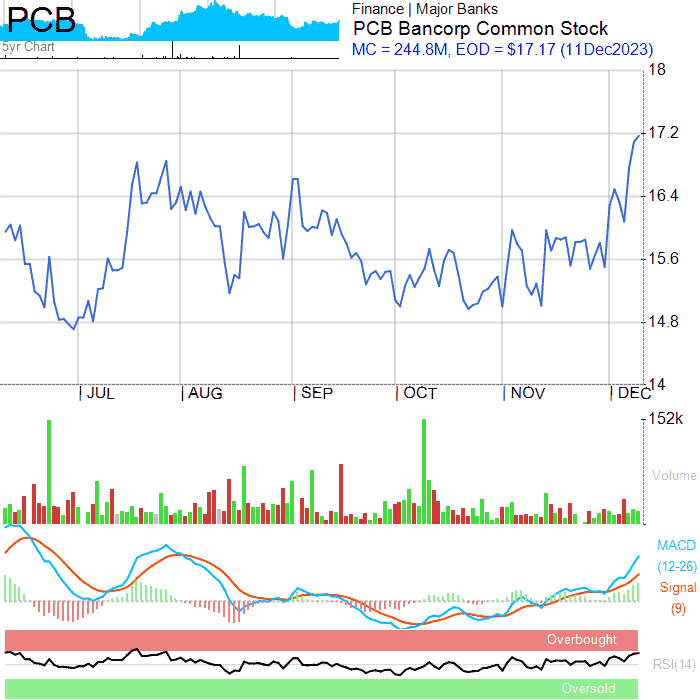 PCB
5yr Chart
Finance | Major Banks
PCB Bancorp Common Stock
MC = 244.8M, EOD = $17.17 (11Dec2023)
18
17.2
16.4
15.6
14.8
14
JUL AUG SEP OCT NOV DEC
152k
Volume
MACD
(12-26)
Signal
(9)
Overbought
RSI(14)
Oversold